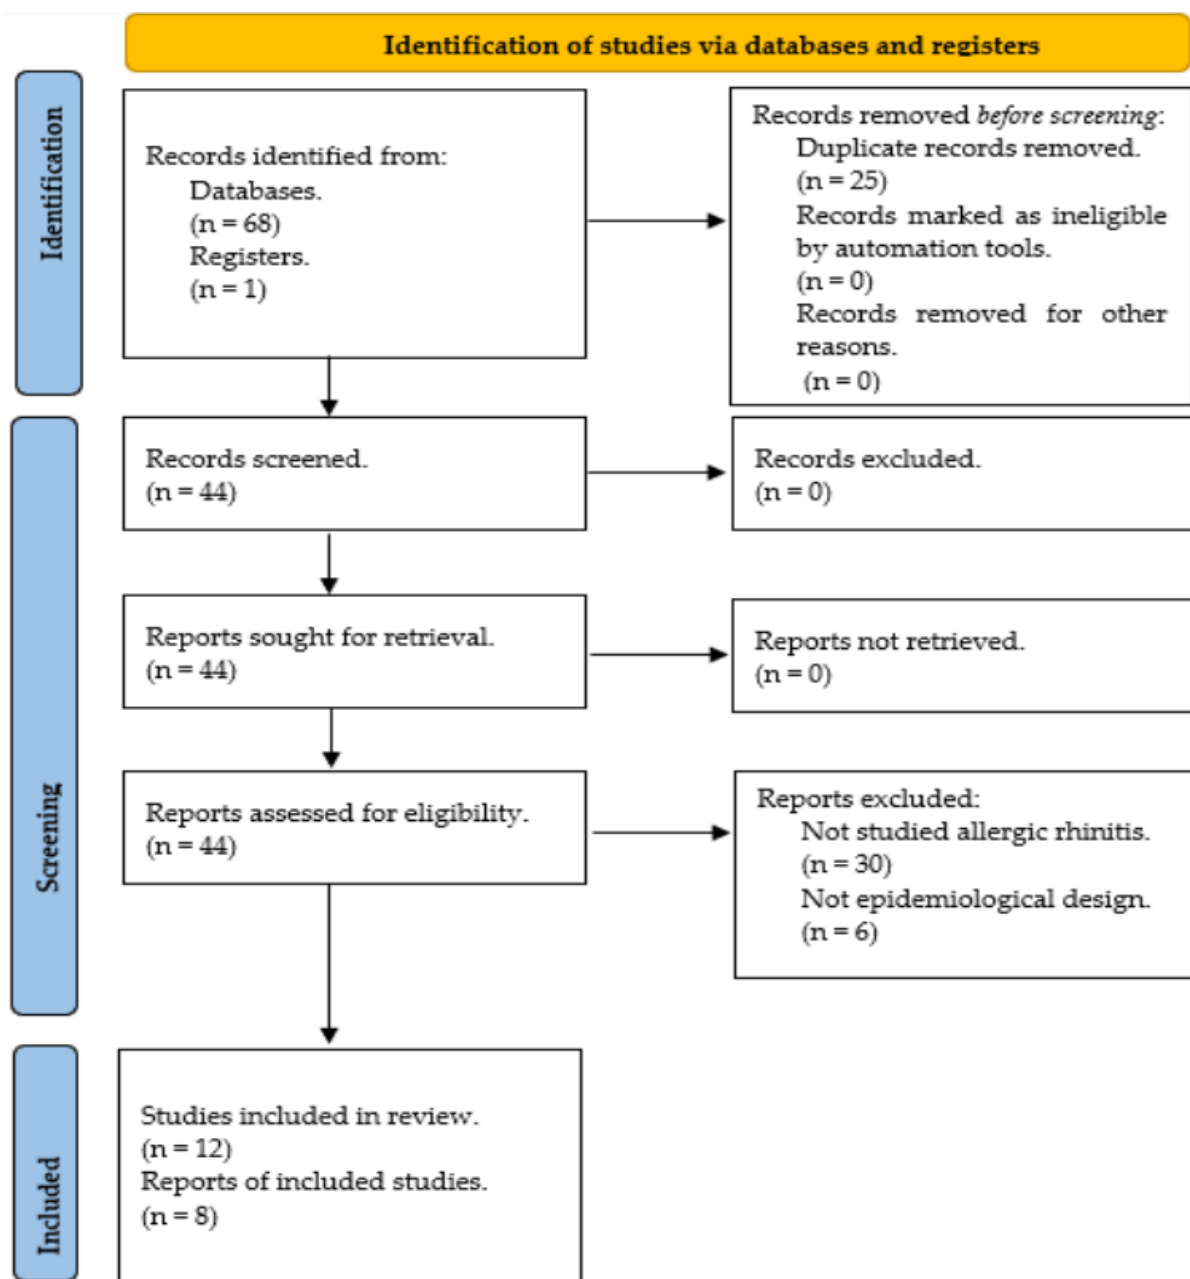 Identification of studies via databases and registers
Identification
Records identified from:
Databases.
(n = 68)
Registers.
(n = 1)
Records removed before screening:
Duplicate records removed.
(n = 25)
Records marked as ineligible
by automation tools.
(n = 0)
Records removed for other
reasons.
(n = 0)
Screening
Records screened.
(n = 44)
Records excluded.
(n = 0)
Reports sought for retrieval.
(n = 44)
Reports not retrieved.
(n = 0)
Reports assessed for eligibility.
(n = 44)
Reports excluded:
Not studied allergic rhinitis.
(n = 30)
Not epidemiological design.
(n = 6)
Included
Studies included in review.
(n = 12)
Reports of included studies.
(n = 8)